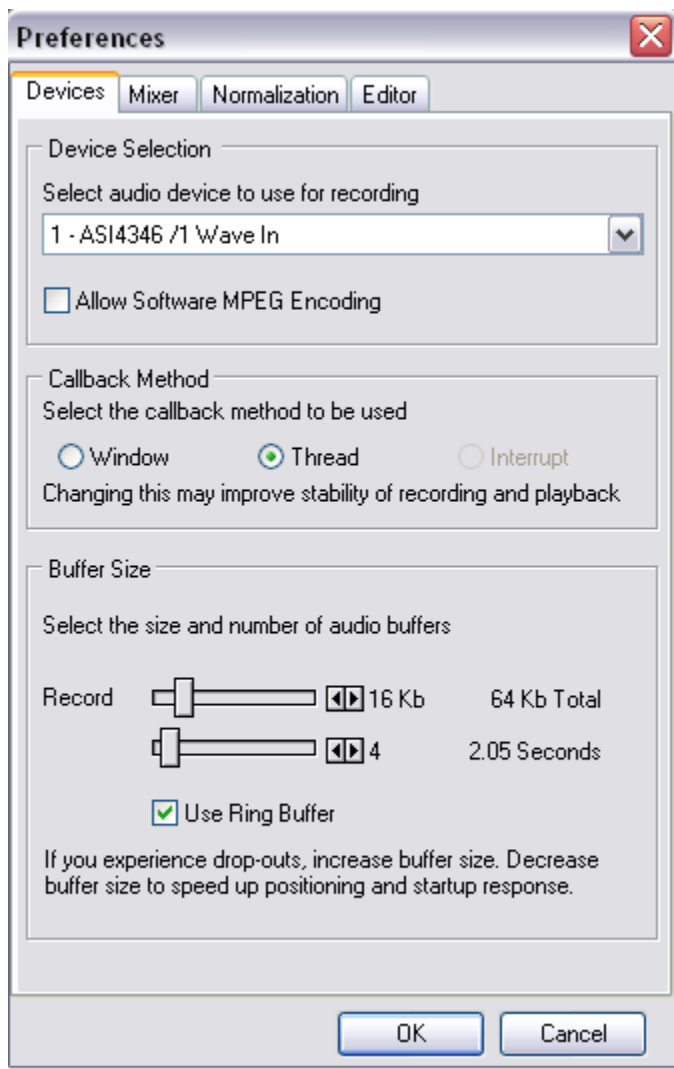 Preferences
Devices Mixer Normalization Editor
Device Selection
Select audio device to use for recording
1 - ASI4346 /1 Wave In
Allow Software MPEG Encoding
Callback Method
Select the callback method to be used
Window Thread Interrupt
Changing this may improve stability of recording and playback
Buffer Size
Select the size and number of audio buffers
Record 16 Kb 64 Kb Total
4 2.05 Seconds
Use Ring Buffer
If you experience drop-outs, increase buffer size. Decrease
buffer size to speed up positioning and startup response.
OK Cancel